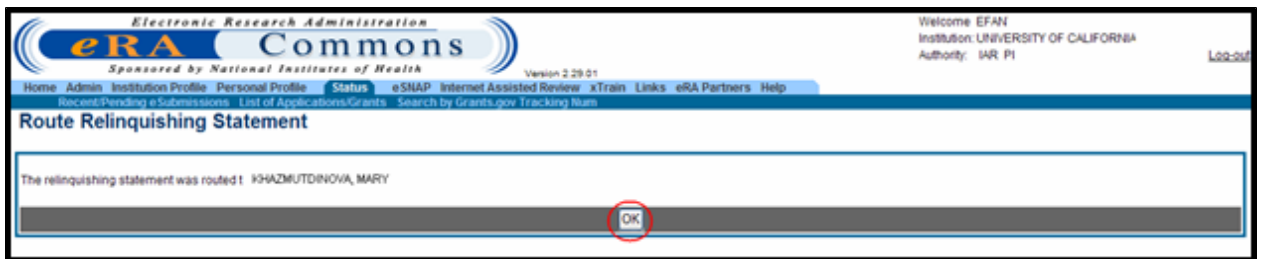 Electronic Research Administration
eRA Commons
Sponsored by National Institutes of Health
Version 2.29.01
Welcome EFAN
Institution: UNIVERSITY OF CALIFORNIA
Authority: IAR PI
Log-out
Home Admin Institution Profile Personal Profile Status eSNAP Internet Assisted Review xTrain Links eRA Partners Help
Recent/Pending eSubmissions List of Applications/Grants Search by Grants.gov Tracking Num
Route Relinquishing Statement
The relinquishing statement was routed t KHAZMUTDINOVA, MARY
OK